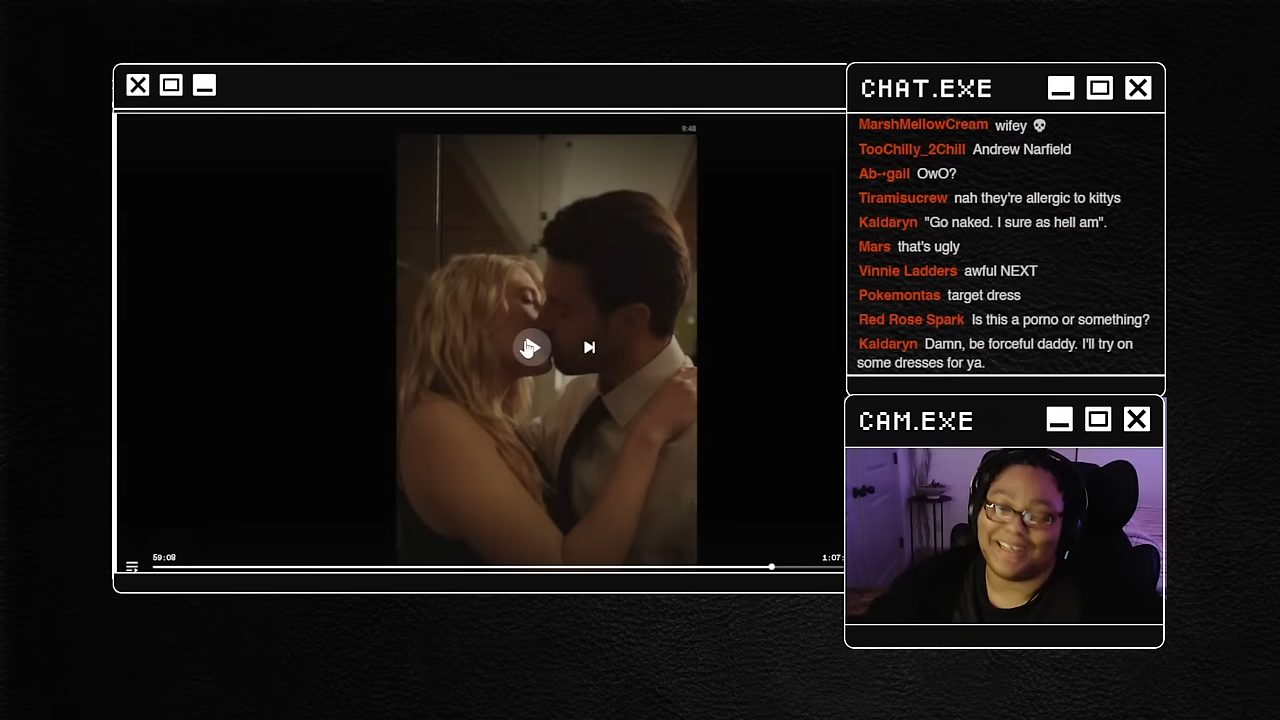 CHAT.EXE
9:48
MarshMellowCream wifey
TooChilly_2Chill Andrew Narfield
Ab-•gail OwO?
Tiramisucrew nah they're allergic to kittys
Kaldaryn "Go naked. I sure as hell am".
Mars that's ugly
Vinnie Ladders awful NEXT
Pokemontas target dress
Red Rose Spark Is this a porno or something?
Kaldaryn Damn, be forceful daddy. I'll try on
some dresses for ya.
CAM.EXE
59:08
1:07: